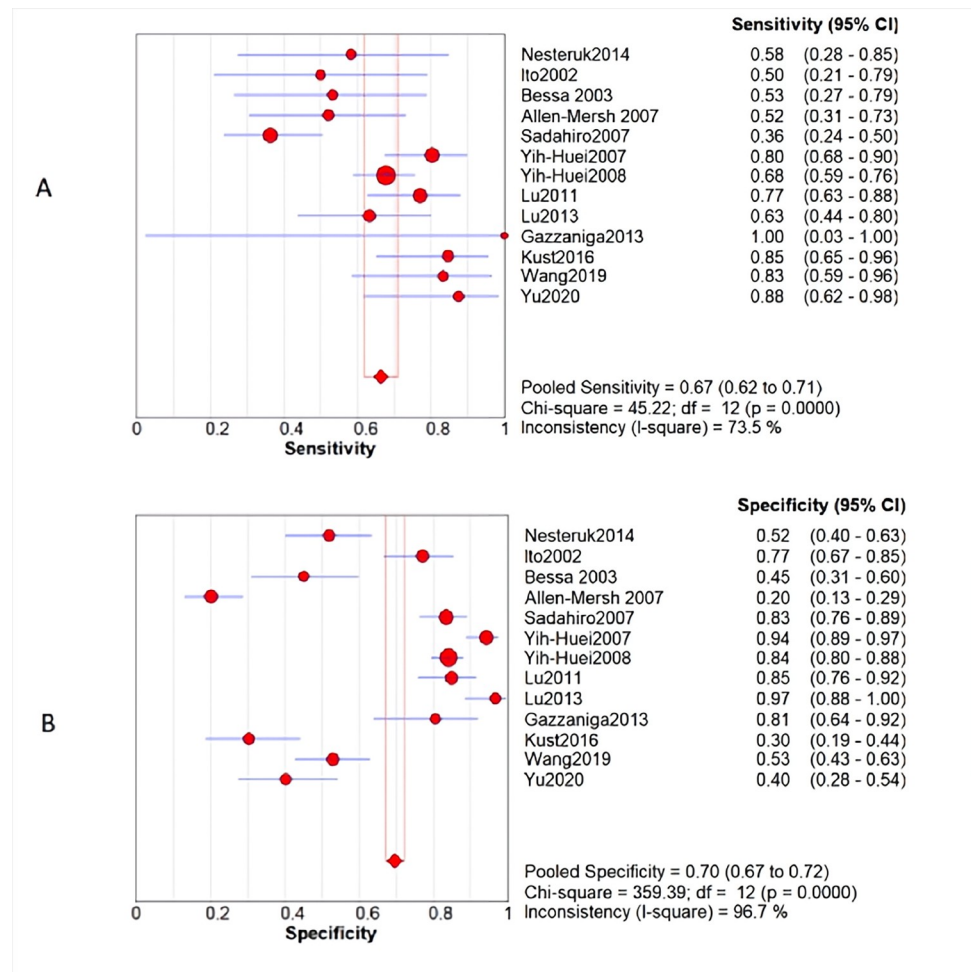 Sensitivity (95% CI)
Nesteruk2014 0.58 (0.28 - 0.85)
Ito2002 0.50 (0.21 - 0.79)
Bessa 2003 0.53 (0.27 - 0.79)
Allen-Mersh 2007 0.52 (0.31 - 0.73)
Sadahiro2007 0.36 (0.24 - 0.50)
Yih-Huei2007 0.80 (0.68 - 0.90)
Yih-Huei2008 0.68 (0.59 - 0.76)
A
Lu2011 0.77 (0.63 - 0.88)
Lu2013 0.63 (0.44 - 0.80)
Gazzaniga2013 1.00 (0.03 - 1.00)
Kust2016 0.85 (0.65 - 0.96)
Wang2019 0.83 (0.59 - 0.96)
Yu2020 0.88 (0.62 - 0.98)
Pooled Sensitivity = 0.67 (0.62 to 0.71)
Chi-square = 45.22; df = 12 (p = 0.0000)
Inconsistency (I-square) = 73.5 %
0 0.2 0.4 0.6 0.8 1
Sensitivity
Specificity (95% CI)
Nesteruk2014 0.52 (0.40 - 0.63)
Ito2002 0.77 (0.67 - 0.85)
Bessa 2003 0.45 (0.31 - 0.60)
Allen-Mersh 2007 0.20 (0.13 - 0.29)
Sadahiro2007 0.83 (0.76 - 0.89)
Yih-Huei2007 0.94 (0.89 - 0.97)
Yih-Huei2008 0.84 (0.80 - 0.88)
Lu2011 0.85 (0.76 - 0.92)
Lu2013 0.97 (0.88 - 1.00)
B
Gazzaniga2013 0.81 (0.64 - 0.92)
Kust2016 0.30 (0.19 - 0.44)
Wang2019 0.53 (0.43 - 0.63)
Yu2020 0.40 (0.28 - 0.54)
Pooled Specificity = 0.70 (0.67 to 0.72)
Chi-square = 359.39; df = 12 (p = 0.0000)
Inconsistency (I-square) = 96.7 %
0 0.2 0.4 0.6 0.8 1
Specificity